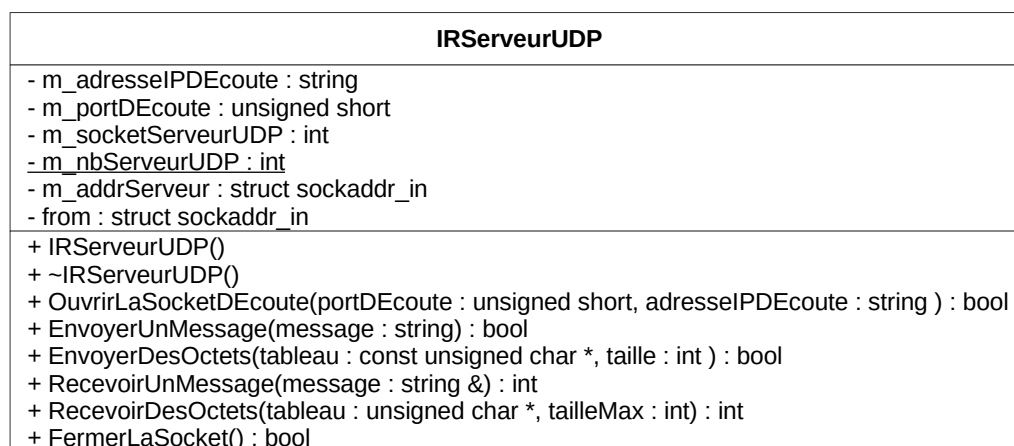 IRServeurUDP
- m_adresseIPDEcoute : string
- m_portDEcoute : unsigned short
- m_socketServeurUDP : int
- m_nbServeurUDP : int
- m_addrServeur : struct sockaddr_in
- from : struct sockaddr_in
+ IRServeurUDP()
+ ~IRServeurUDP()
+ OuvrirLaSocketDEcoute(portDEcoute : unsigned short, adresseIPDEcoute : string ) : bool
+ EnvoyerUnMessage(message : string) : bool
+ EnvoyerDesOctets(tableau : const unsigned char *, taille : int ) : bool
+ RecevoirUnMessage(message : string &) : int
+ RecevoirDesOctets(tableau : unsigned char *, tailleMax : int) : int
+ FermerLaSocket() : bool